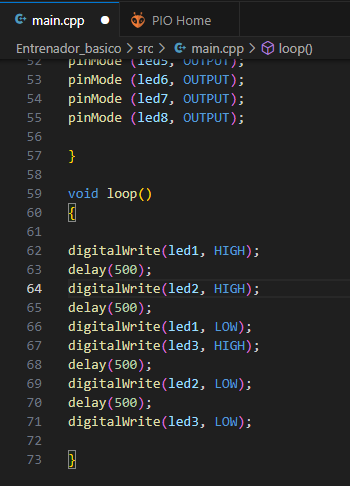 main.cpp
PIO Home
Entrenador_basico > src > main.cpp > loop()
52 pinMode (led5, OUTPUT);
53 pinMode (led6, OUTPUT);
54 pinMode (led7, OUTPUT);
55 pinMode (led8, OUTPUT);
56
57 }
58
59 void loop()
60 {
61
62 digitalWrite(led1, HIGH);
63 delay(500);
64 digitalWrite(led2, HIGH);
65 delay(500);
66 digitalWrite(led1, LOW);
67 digitalWrite(led3, HIGH);
68 delay(500);
69 digitalWrite(led2, LOW);
70 delay(500);
71 digitalWrite(led3, LOW);
72
73 }